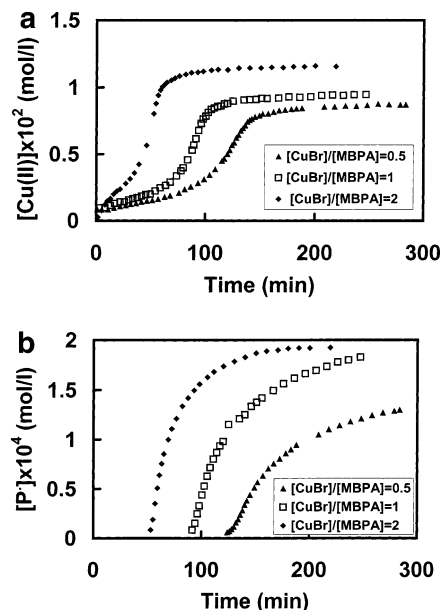 a
1.5
1
0.5
0
[Cu(II)]x10² (mol/l)
▲ [CuBr]/[MBPA]=0.5
□ [CuBr]/[MBPA]=1
◆ [CuBr]/[MBPA]=2
0 100 200 300
Time (min)
b
2
1.5
1
0.5
0
[P·]x10⁴ (mol/l)
▲ [CuBr]/[MBPA]=0.5
□ [CuBr]/[MBPA]=1
◆ [CuBr]/[MBPA]=2
0 100 200 300
Time (min)